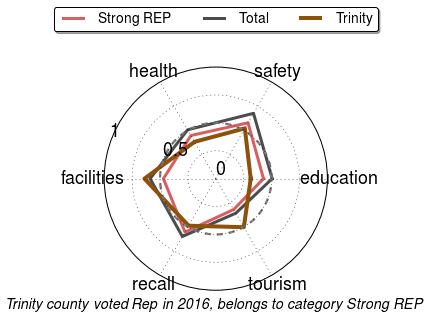 Strong REP Total Trinity
health safety
1
0.5
0
facilities education
recall tourism
Trinity county voted Rep in 2016, belongs to category Strong REP